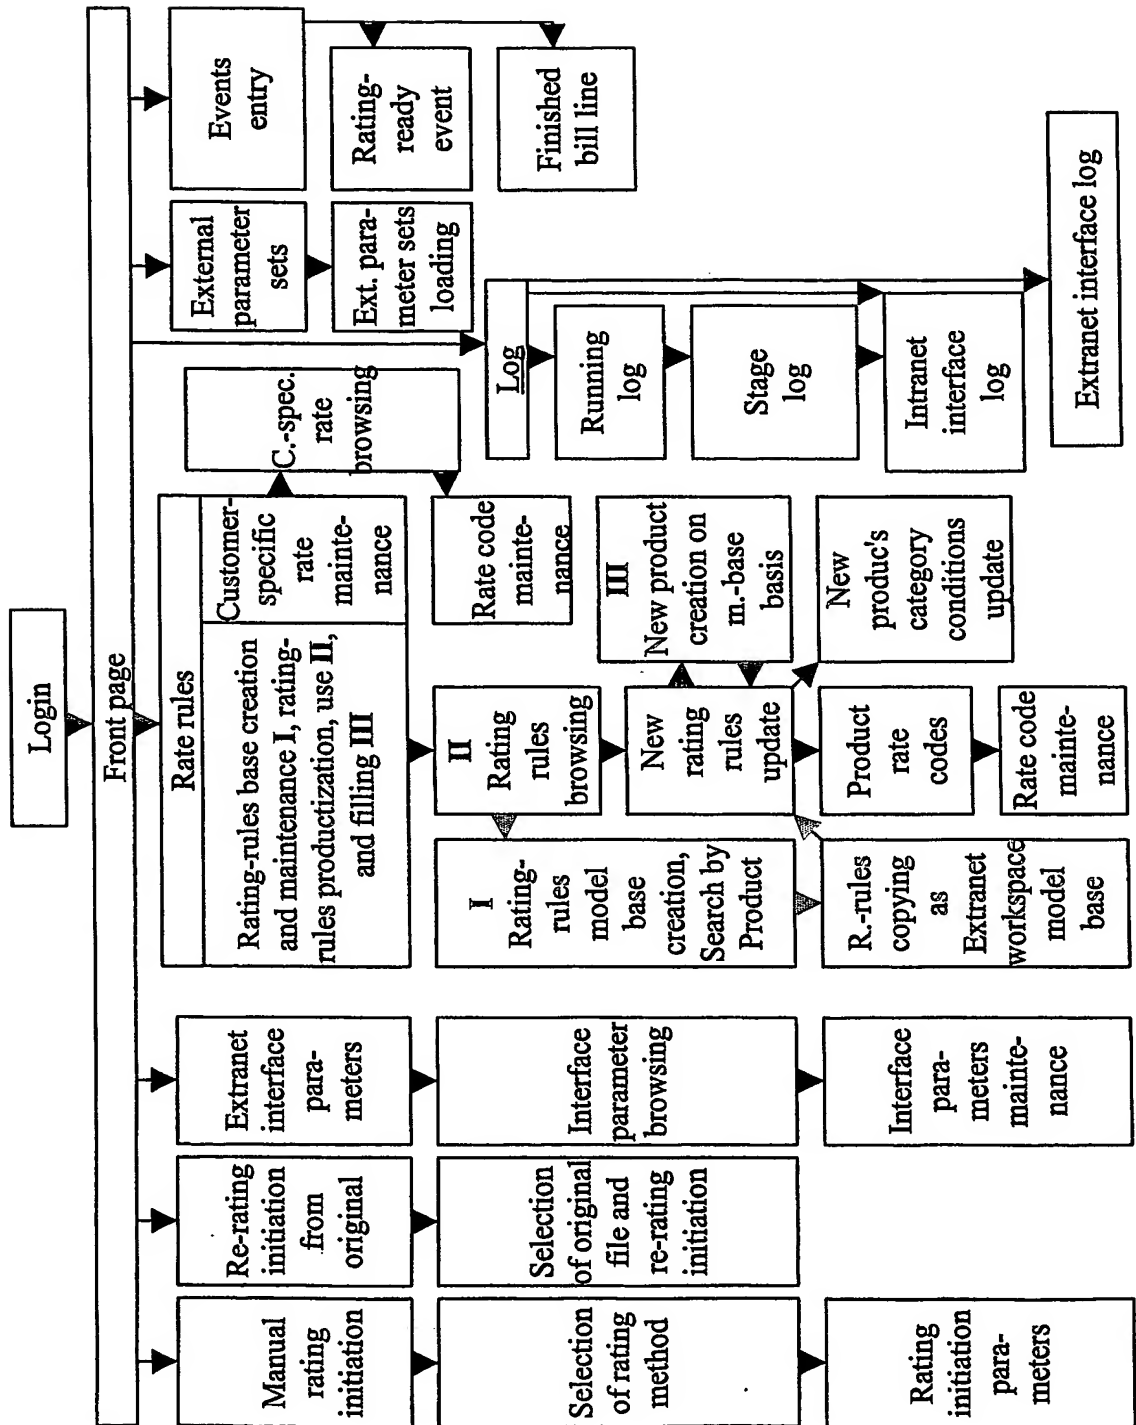 Login
Front page
Manual
rating
initiation
Selection
of rating
method
Rating
initiation
para-
meters
Re-rating
initiation
from
original
Selection
of original
file and
re-rating
initiation
Extranet
interface
para-
meters
Interface
parameter
browsing
Interface
para-
meters
mainte-
nance
Rate rules
Rating-rules base creation
and maintenance I, rating-
rules productization, use II,
and filling III
Customer-
specific
rate
mainte-
nance
C.-spec.
rate
browsing
Rate code
mainte-
nance
I
Rating-
rules
model
base
creation,
Search by
Product
R.-rules
copying
as
Extranet
workspace
model
base
II
Rating
rules
browsing
New
rating
rules
update
Product
rate
codes
Rate code
mainte-
nance
III
New product
creation on
m.-base
basis
New
produc's
category
conditions
update
External
parameter
sets
Ext. para-
meter sets
loading
Log
Running
log
Stage
log
Intranet
interface
log
Extranet interface log
Events
entry
Rating-
ready
event
Finished
bill line